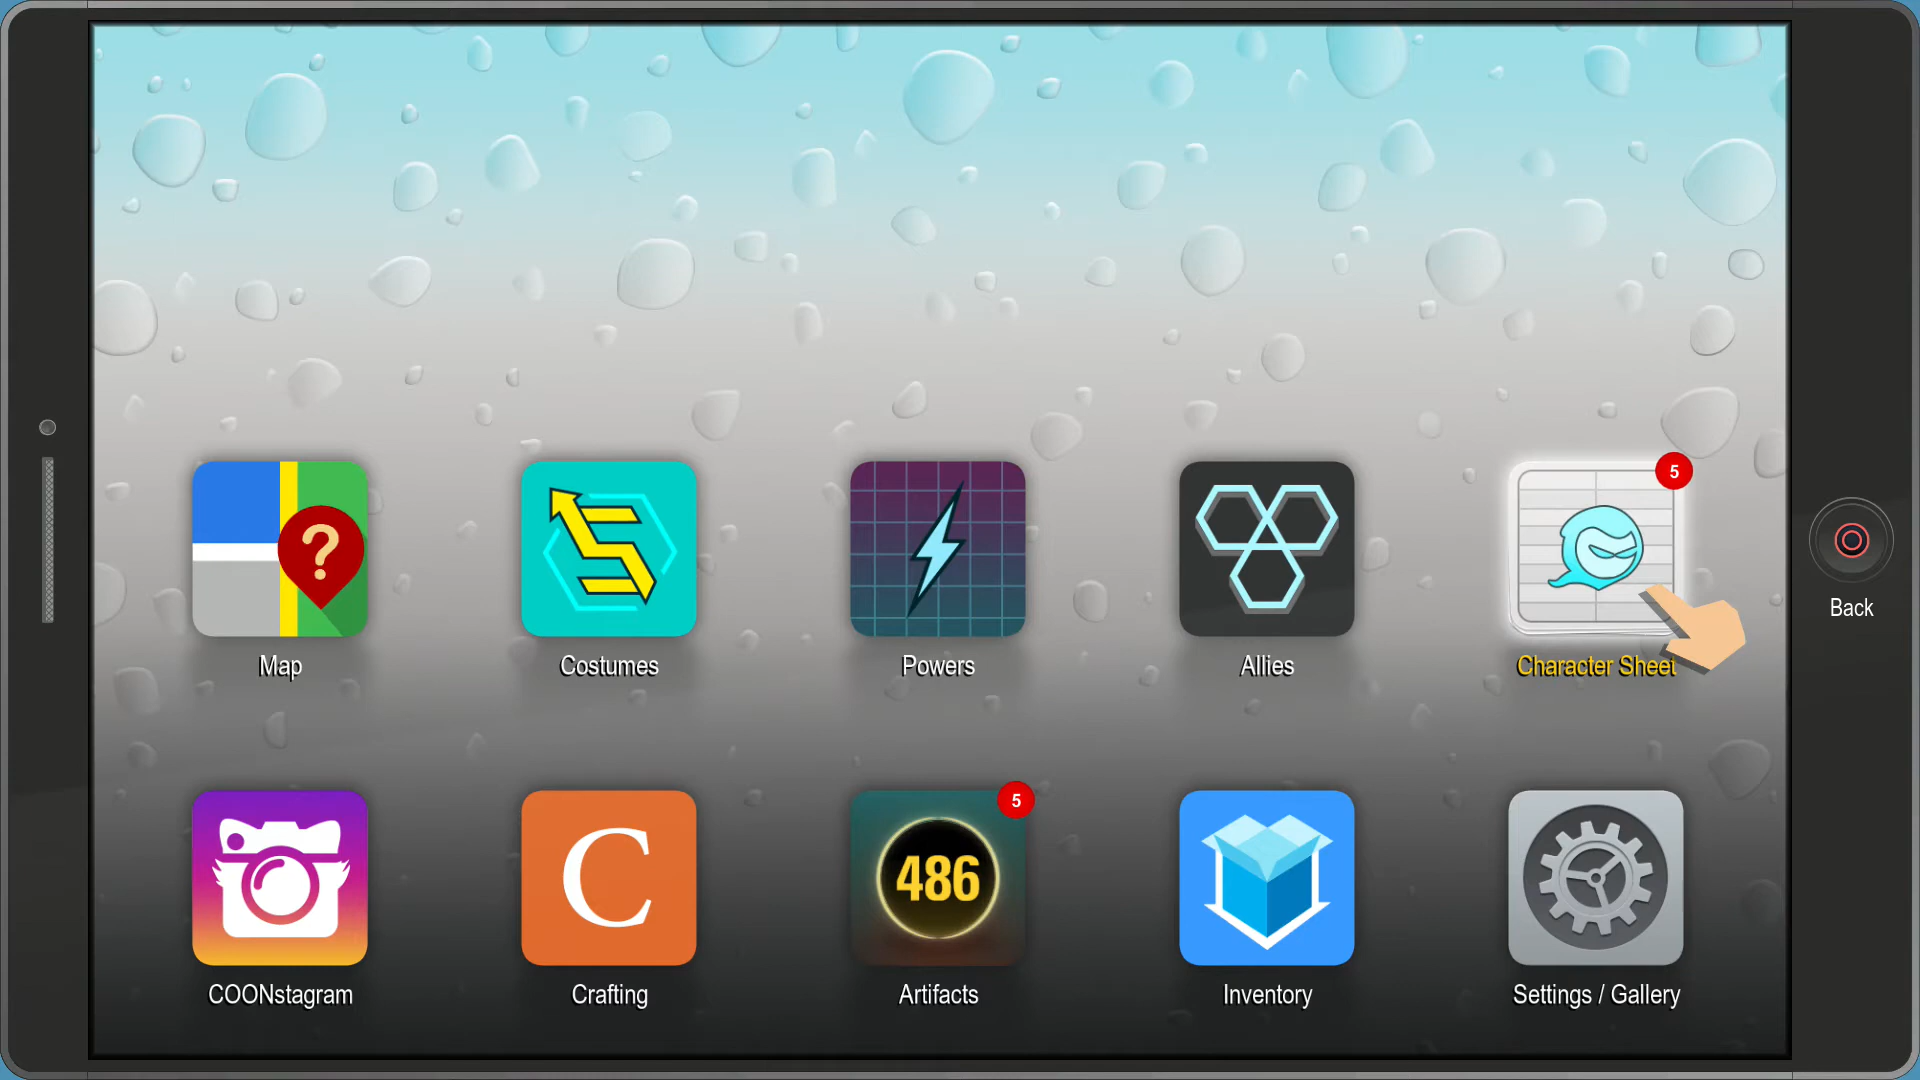 5
Map
Costumes
Powers
Allies
Character Sheet
Back
C
486
5
COONstagram
Crafting
Artifacts
Inventory
Settings / Gallery